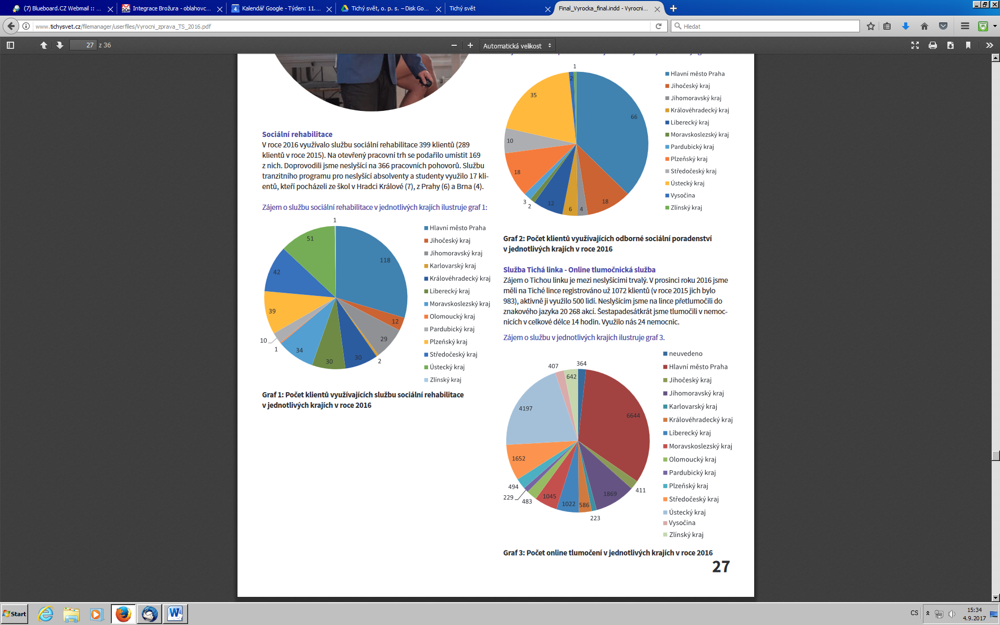 (7) Blueboard.CZ Webmail :: ...
Integrace Brožura - oblahovc...
Kalendář Google - Týden: 11....
Tichý svět, o. p. s. – Disk Go...
Tichý svět
Final_Vyrocka_final.indd - Vyrocni...
www.tichysvet.cz/filemanager/userfiles/Vyrocni_zprava_TS_2016.pdf
Hledat
27 z 36
Automatická velikost
Sociální rehabilitace
V roce 2016 využívalo službu sociální rehabilitace 399 klientů (289
klientů v roce 2015). Na otevřený pracovní trh se podařilo umístit 169
z nich. Doprovodili jsme neslyšící na 366 pracovních pohovorů. Službu
tranzitního programu pro neslyšící absolventy a studenty využilo 17 kli-
entů, kteří pocházeli ze škol v Hradci Králové (7), z Prahy (6) a Brna (4).
Zájem o službu sociální rehabilitace v jednotlivých krajích ilustruje graf 1:
1
118
12
29
2
30
30
34
1
10
39
42
51
Hlavní město Praha
Jihočeský kraj
Jihomoravský kraj
Karlovarský kraj
Královéhradecký kraj
Liberecký kraj
Moravskoslezský kraj
Olomoucký kraj
Pardubický kraj
Plzeňský kraj
Středočeský kraj
Ústecký kraj
Zlínský kraj
Graf 1: Počet klientů využívajících službu sociální rehabilitace
v jednotlivých krajích v roce 2016
1
2
66
18
4
6
12
2
3
18
10
35
Hlavní město Praha
Jihočeský kraj
Jihomoravský kraj
Královéhradecký kraj
Liberecký kraj
Moravskoslezský kraj
Pardubický kraj
Plzeňský kraj
Středočeský kraj
Ústecký kraj
Vysočina
Zlínský kraj
Graf 2: Počet klientů využívajících odborné sociální poradenství
v jednotlivých krajích v roce 2016
Služba Tichá linka - Online tlumočnická služba
Zájem o Tichou linku je mezi neslyšícími trvalý. V prosinci roku 2016 jsme
měli na Tiché lince registrováno už 1072 klientů (v roce 2015 jich bylo
983), aktivně ji využilo 500 lidí. Neslyšícím jsme na lince přetlumočili do
znakového jazyka 20 268 akcí. Šestapadesátkrát jsme tlumočili v nemoc-
nicích v celkové délce 14 hodin. Využilo nás 24 nemocnic.
Zájem o službu v jednotlivých krajích ilustruje graf 3.
364
6644
411
1869
223
586
1022
1045
483
229
494
1652
4197
407
642
neuvedeno
Hlavní město Praha
Jihočeský kraj
Jihomoravský kraj
Karlovarský kraj
Královéhradecký kraj
Liberecký kraj
Moravskoslezský kraj
Olomoucký kraj
Pardubický kraj
Plzeňský kraj
Středočeský kraj
Ústecký kraj
Vysočina
Zlínský kraj
Graf 3: Počet online tlumočení v jednotlivých krajích v roce 2016
27
Start
CS
15:34
4.9.2017